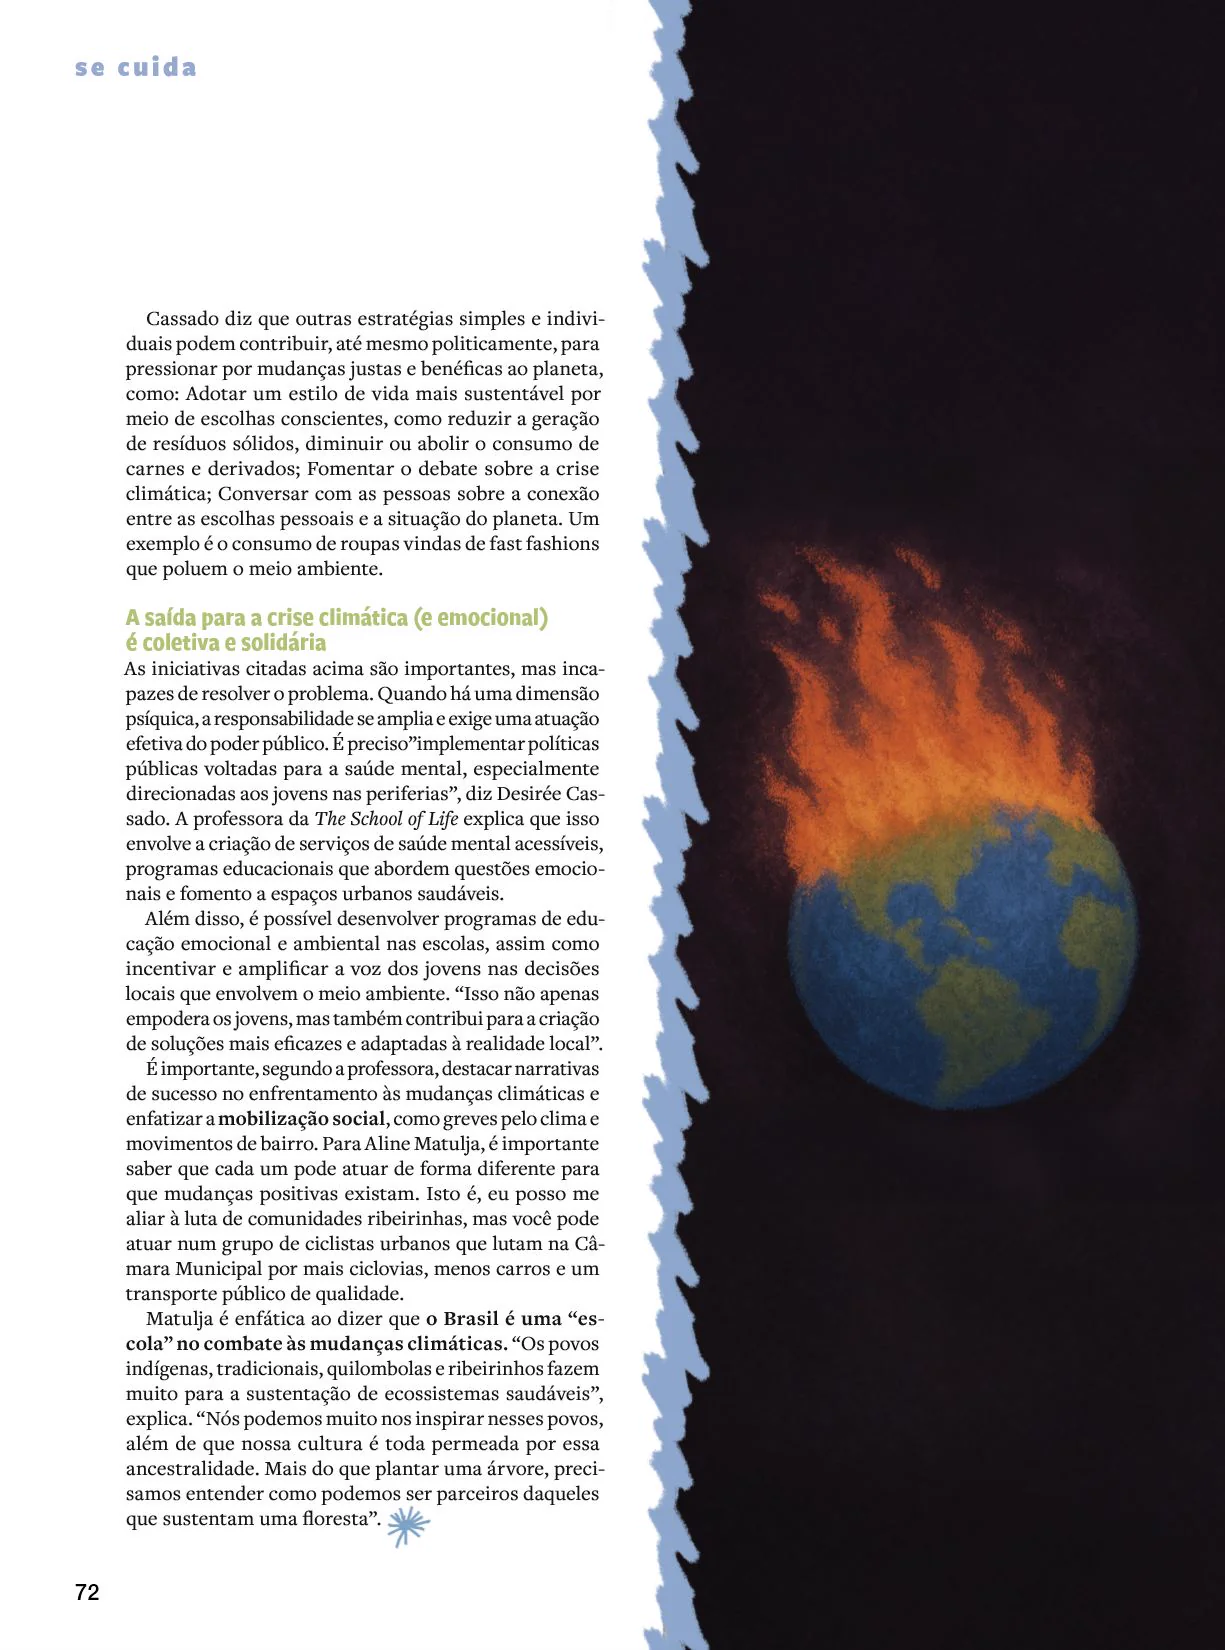 se cuida
Cassado diz que outras estratégias simples e indivi-
duais podem contribuir, até mesmo politicamente, para
pressionar por mudanças justas e benéficas ao planeta,
como: Adotar um estilo de vida mais sustentável por
meio de escolhas conscientes, como reduzir a geração
de resíduos sólidos, diminuir ou abolir o consumo de
carnes e derivados; Fomentar o debate sobre a crise
climática; Conversar com as pessoas sobre a conexão
entre as escolhas pessoais e a situação do planeta. Um
exemplo é o consumo de roupas vindas de fast fashions
que poluem o meio ambiente.
A saída para a crise climática (e emocional)
é coletiva e solidária
As iniciativas citadas acima são importantes, mas inca-
pazes de resolver o problema. Quando há uma dimensão
psíquica, a responsabilidade se amplia e exige uma atuação
efetiva do poder público. É preciso”implementar políticas
públicas voltadas para a saúde mental, especialmente
direcionadas aos jovens nas periferias”, diz Desirée Cas-
sado. A professora da The School of Life explica que isso
envolve a criação de serviços de saúde mental acessíveis,
programas educacionais que abordem questões emocio-
nais e fomento a espaços urbanos saudáveis.
Além disso, é possível desenvolver programas de edu-
cação emocional e ambiental nas escolas, assim como
incentivar e amplificar a voz dos jovens nas decisões
locais que envolvem o meio ambiente. “Isso não apenas
empodera os jovens, mas também contribui para a criação
de soluções mais eficazes e adaptadas à realidade local”.
É importante, segundo a professora, destacar narrativas
de sucesso no enfrentamento às mudanças climáticas e
enfatizar a mobilização social, como greves pelo clima e
movimentos de bairro. Para Aline Matulja, é importante
saber que cada um pode atuar de forma diferente para
que mudanças positivas existam. Isto é, eu posso me
aliar à luta de comunidades ribeirinhas, mas você pode
atuar num grupo de ciclistas urbanos que lutam na Câ-
mara Municipal por mais ciclovias, menos carros e um
transporte público de qualidade.
Matulja é enfática ao dizer que o Brasil é uma “es-
cola” no combate às mudanças climáticas. “Os povos
indígenas, tradicionais, quilombolas e ribeirinhos fazem
muito para a sustentação de ecossistemas saudáveis”,
explica. “Nós podemos muito nos inspirar nesses povos,
além de que nossa cultura é toda permeada por essa
ancestralidade. Mais do que plantar uma árvore, preci-
samos entender como podemos ser parceiros daqueles
que sustentam uma floresta”.
72